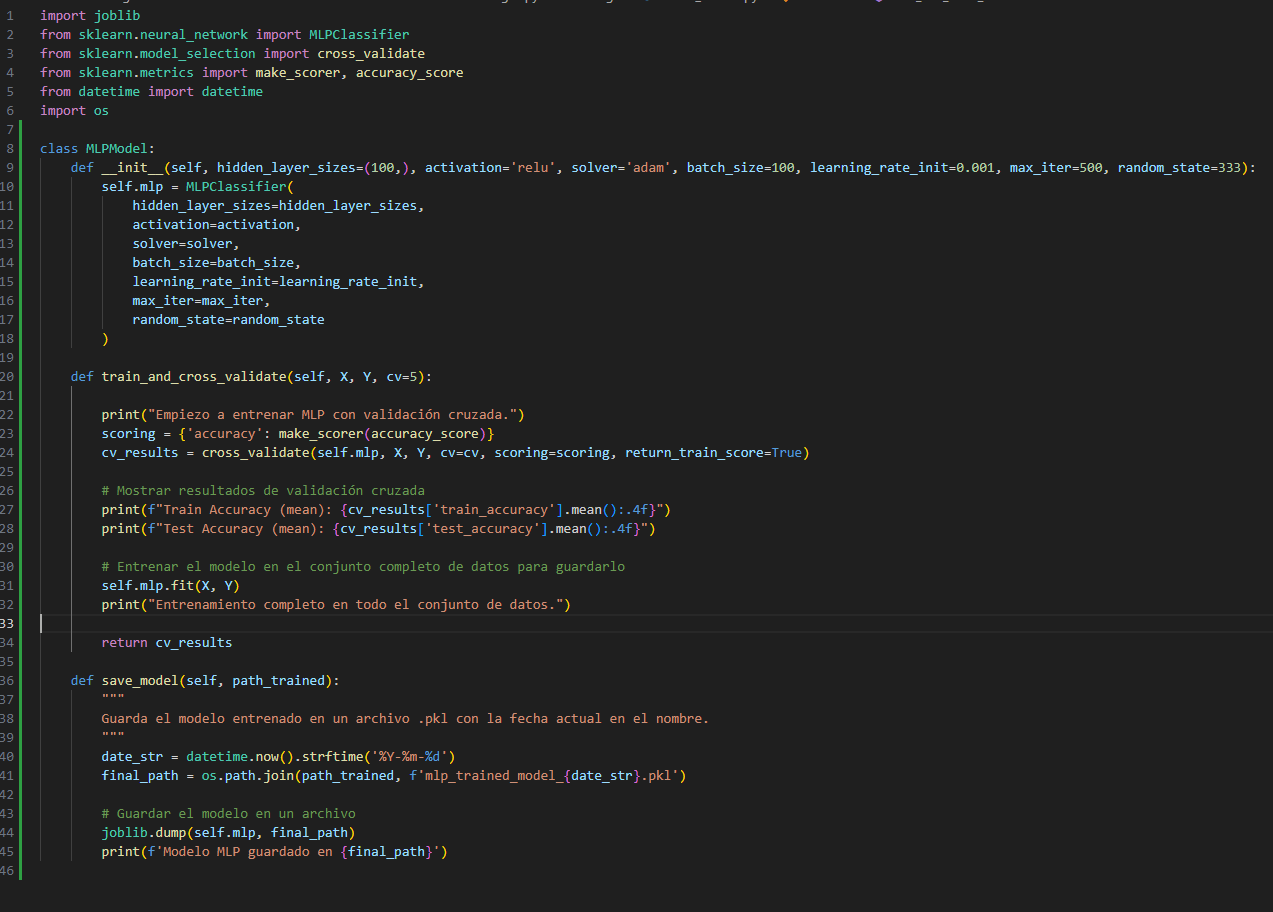 1 import joblib
2 from sklearn.neural_network import MLPClassifier
3 from sklearn.model_selection import cross_validate
4 from sklearn.metrics import make_scorer, accuracy_score
5 from datetime import datetime
6 import os
7
8 class MLPModel:
9     def __init__(self, hidden_layer_sizes=(100,), activation='relu', solver='adam', batch_size=100, learning_rate_init=0.001, max_iter=500, random_state=333):
10         self.mlp = MLPClassifier(
11             hidden_layer_sizes=hidden_layer_sizes,
12             activation=activation,
13             solver=solver,
14             batch_size=batch_size,
15             learning_rate_init=learning_rate_init,
16             max_iter=max_iter,
17             random_state=random_state
18         )
19
20     def train_and_cross_validate(self, X, Y, cv=5):
21
22         print("Empiezo a entrenar MLP con validación cruzada.")
23         scoring = {'accuracy': make_scorer(accuracy_score)}
24         cv_results = cross_validate(self.mlp, X, Y, cv=cv, scoring=scoring, return_train_score=True)
25
26         # Mostrar resultados de validación cruzada
27         print(f"Train Accuracy (mean): {cv_results['train_accuracy'].mean():.4f}")
28         print(f"Test Accuracy (mean): {cv_results['test_accuracy'].mean():.4f}")
29
30         # Entrenar el modelo en el conjunto completo de datos para guardarlo
31         self.mlp.fit(X, Y)
32         print("Entrenamiento completo en todo el conjunto de datos.")
33
34         return cv_results
35
36     def save_model(self, path_trained):
37         """
38         Guarda el modelo entrenado en un archivo .pkl con la fecha actual en el nombre.
39         """
40         date_str = datetime.now().strftime('%Y-%m-%d')
41         final_path = os.path.join(path_trained, f'mlp_trained_model_{date_str}.pkl')
42
43         # Guardar el modelo en un archivo
44         joblib.dump(self.mlp, final_path)
45         print(f'Modelo MLP guardado en {final_path}')
46